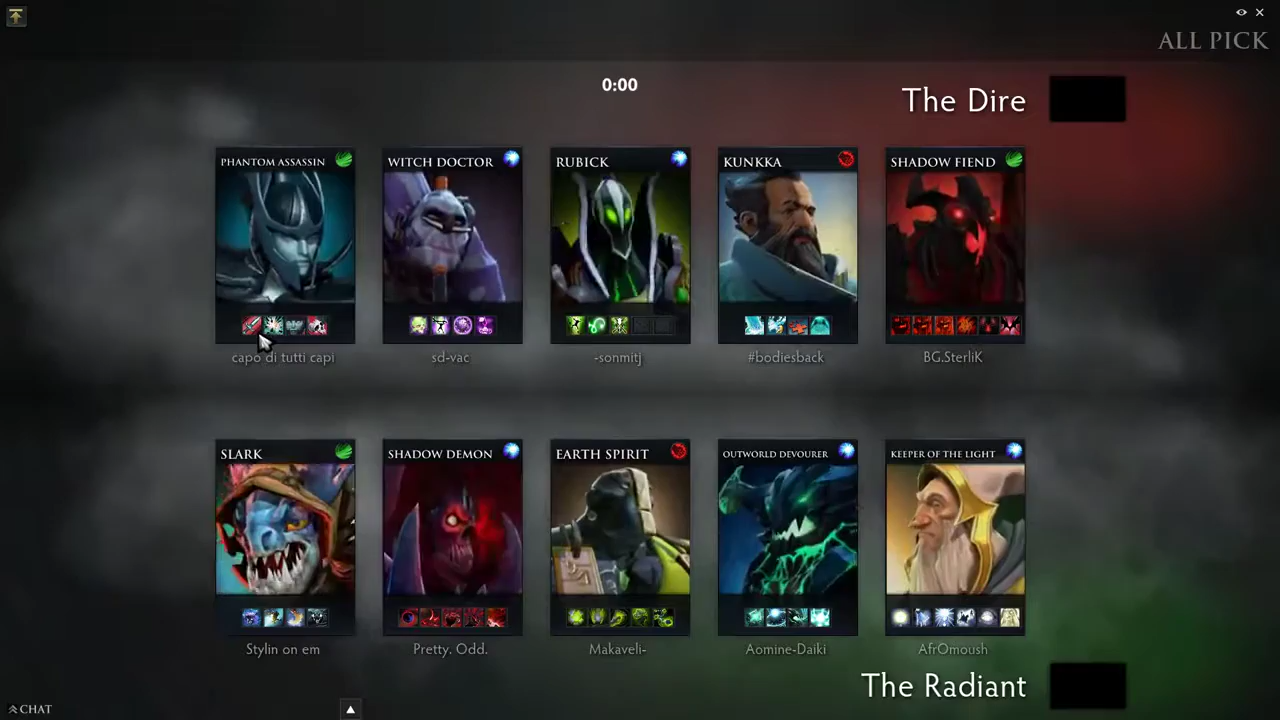 ALL PICK
0:00
The Dire
PHANTOM ASSASSIN
WITCH DOCTOR
RUBICK
KUNKKA
SHADOW FIEND
capo di tutti capi
sd-vac
-sonmitj
#bodiesback
BG.SterliK
SLARK
SHADOW DEMON
EARTH SPIRIT
OUTWORLD DEVOURER
KEEPER OF THE LIGHT
Stylin on em
Pretty. Odd.
Makaveli-
Aomine-Daiki
AfrOmoush
The Radiant
CHAT